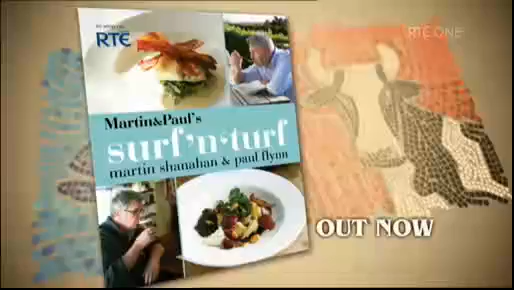 RTÉ
RTÉ ONE
Martin&Paul's
surf'n'turf
martin shanahan & paul flynn
OUT NOW